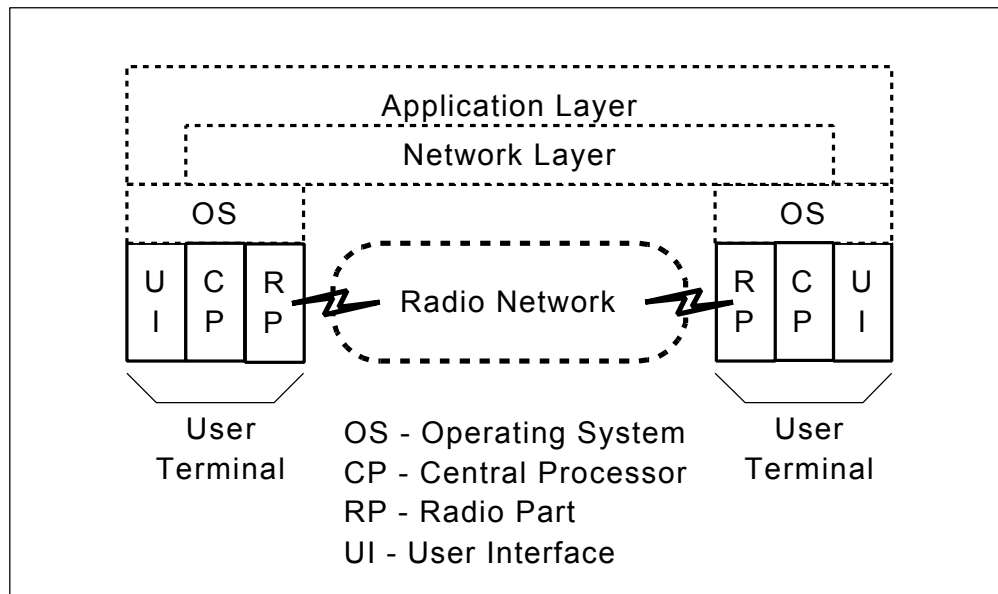 Application Layer
Network Layer
OS
OS
U
I
C
P
R
P
Radio Network
R
P
C
P
U
I
User
Terminal
User
Terminal
OS - Operating System
CP - Central Processor
RP - Radio Part
UI - User Interface